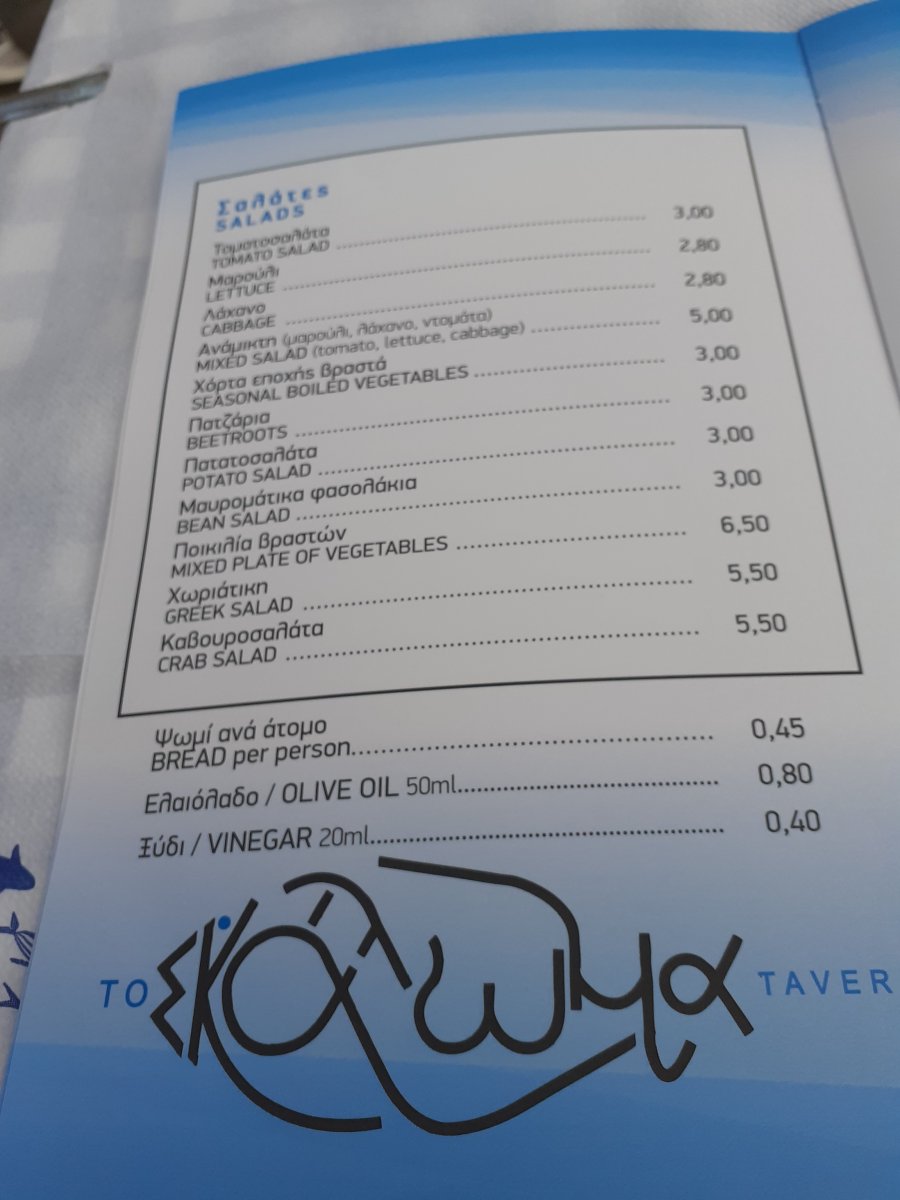 Σαλάτες
SALADS
Τοματοσαλάτα
TOMATO SALAD ........................ 3,00
Μαρούλι
LETTUCE ........................ 2,80
Λάχανο
CABBAGE ........................ 2,80
Ανάμικτη (μαρούλι, λάχανο, ντομάτα)
MIXED SALAD (tomato, lettuce, cabbage) ........................ 5,00
Χόρτα εποχής βραστά
SEASONAL BOILED VEGETABLES ........................ 3,00
Πατζάρια
BEETROOTS ........................ 3,00
Πατατοσαλάτα
POTATO SALAD ........................ 3,00
Μαυρομάτικα φασολάκια
BEAN SALAD ........................ 3,00
Ποικιλία βραστών
MIXED PLATE OF VEGETABLES ........................ 6,50
Χωριάτικη
GREEK SALAD ........................ 5,50
Καβουροσαλάτα
CRAB SALAD ........................ 5,50
Ψωμί ανά άτομο
BREAD per person........................ 0,45
Ελαιόλαδο / OLIVE OIL 50ml........................ 0,80
Ξύδι / VINEGAR 20ml........................ 0,40
ΤΟ σκάλωμα TAVER